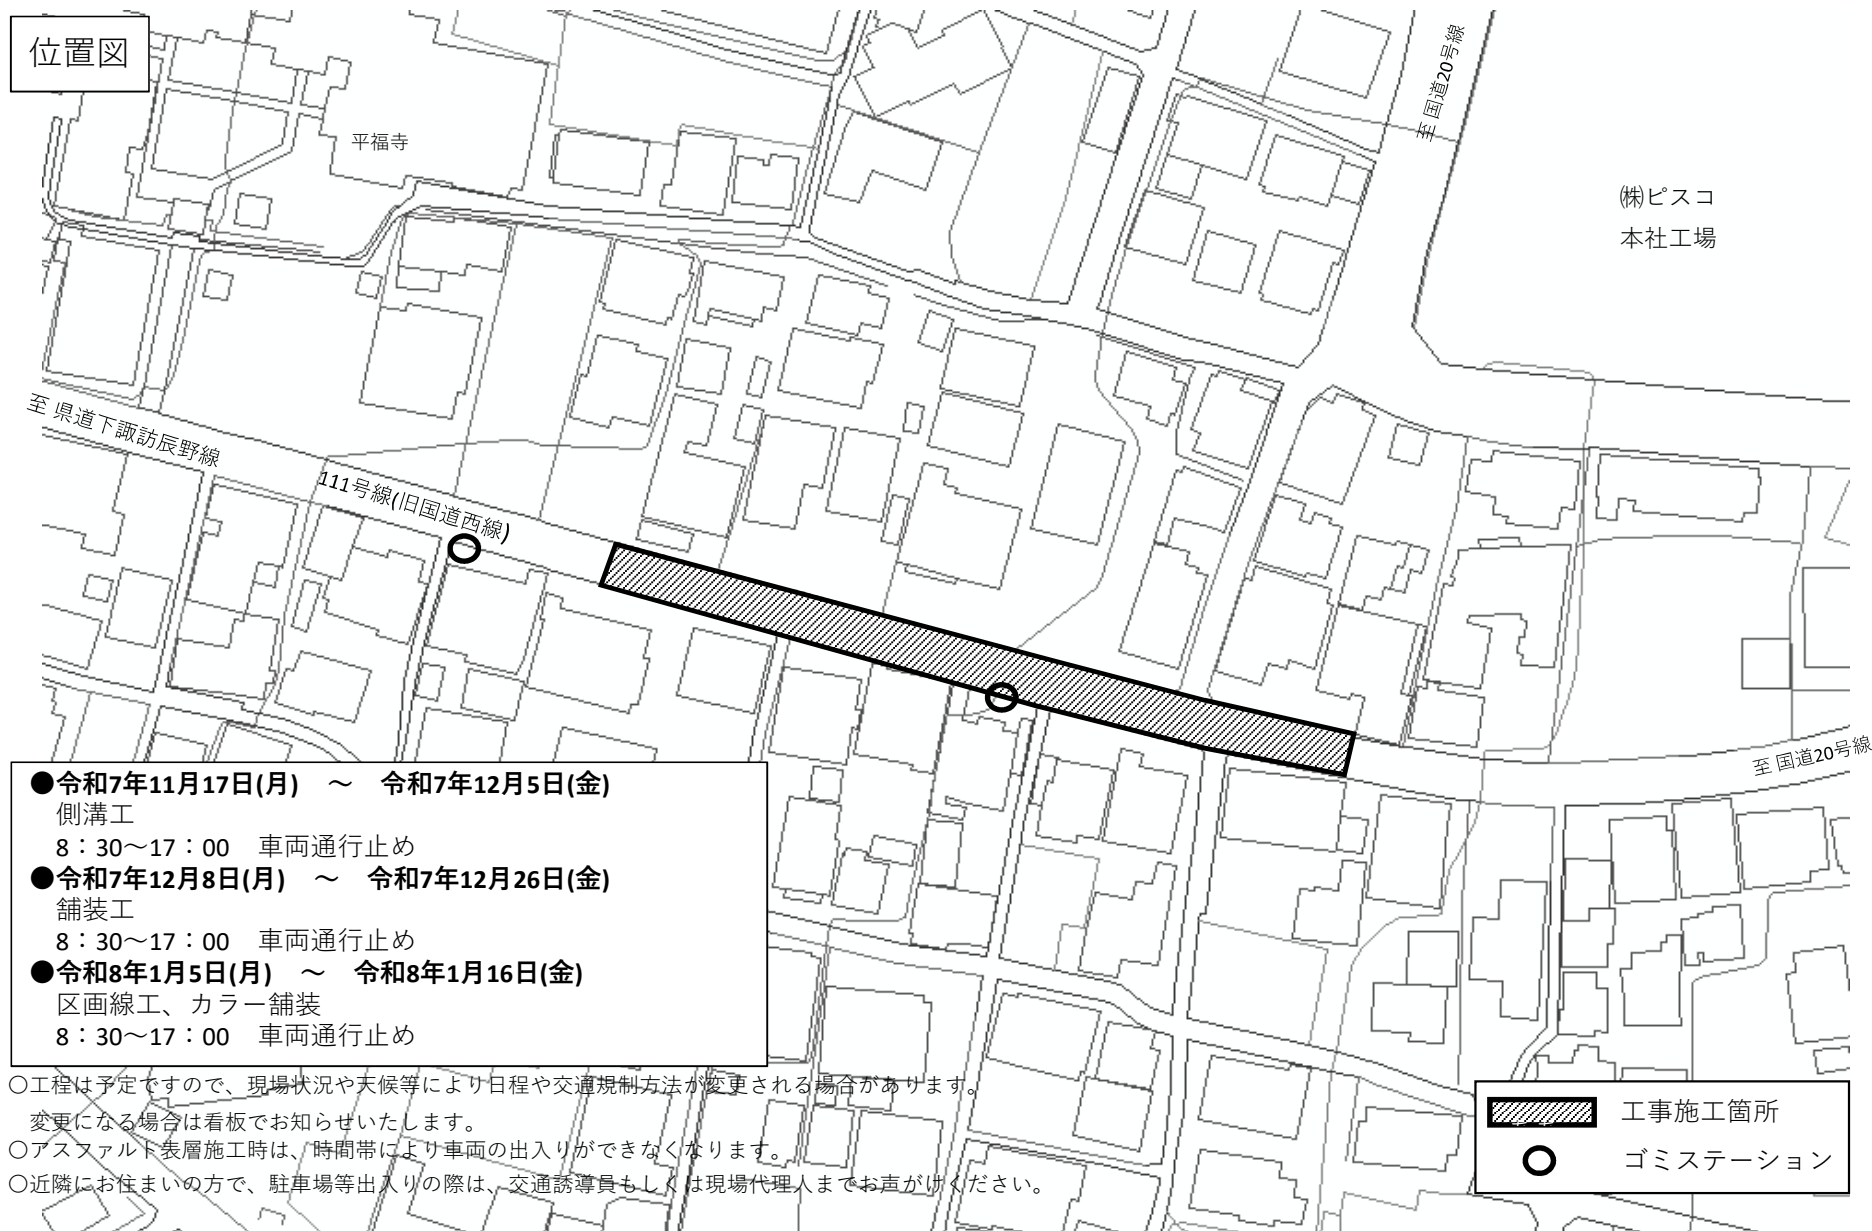 位置図
平福寺
至 国道20号線
㈱ピスコ
本社工場
至 県道下諏訪辰野線
111号線(旧国道西線)
至 国道20号線
●令和7年11月17日(月) ～ 令和7年12月5日(金)
側溝工
8：30～17：00 車両通行止め
●令和7年12月8日(月) ～ 令和7年12月26日(金)
舗装工
8：30～17：00 車両通行止め
●令和8年1月5日(月) ～ 令和8年1月16日(金)
区画線工、カラー舗装
8：30～17：00 車両通行止め
○工程は予定ですので、現場状況や天候等により日程や交通規制方法が変更される場合があります。
変更になる場合は看板でお知らせいたします。
○アスファルト表層施工時は、時間帯により車両の出入りができなくなります。
○近隣にお住まいの方で、駐車場等出入りの際は、交通誘導員もしくは現場代理人までお声がけください。
工事施工箇所
ゴミステーション